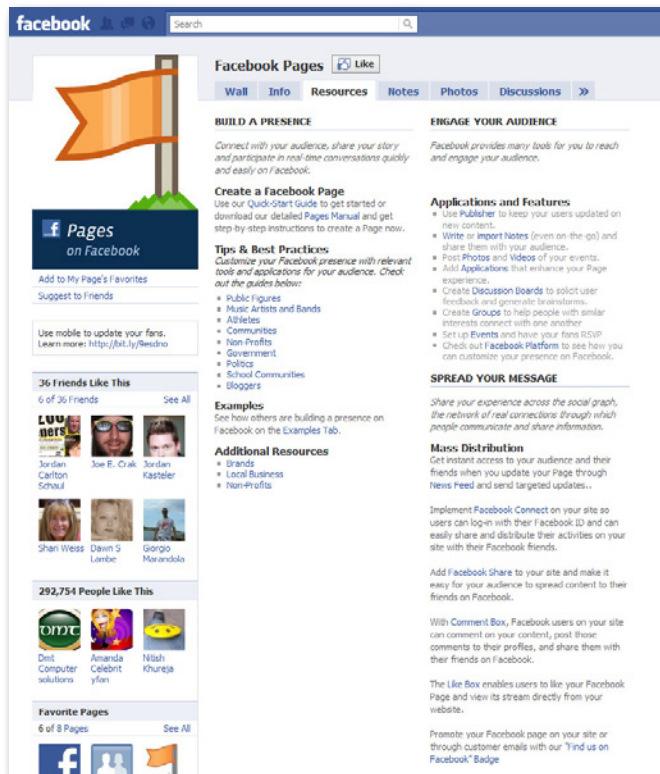 facebook
Search
Facebook Pages Like
Wall Info Resources Notes Photos Discussions »
Pages
on Facebook
Add to My Page's Favorites
Suggest to Friends
Use mobile to update your fans.
Learn more: http://bit.ly/9esdno
36 Friends Like This
6 of 36 Friends See All
Jordan
Carlton
Schaul
Joe E. Crak
Jordan
Kasteler
Shari Weiss
Dawn S
Lambe
Giorgio
Marandola
292,754 People Like This
DMT
Dmt
Computer
solutions
Amanda
Celebrit
yfan
Nitish
Khureja
Favorite Pages
6 of 8 Pages See All
BUILD A PRESENCE
Connect with your audience, share your story
and participate in real-time conversations quickly
and easily on Facebook.
Create a Facebook Page
Use our Quick-Start Guide to get started or
download our detailed Pages Manual and get
step-by-step instructions to create a Page now.
Tips & Best Practices
Customize your Facebook presence with relevant
tools and applications for your audience. Check
out the guides below:
Public Figures
Music Artists and Bands
Athletes
Communities
Non-Profits
Government
Politics
School Communities
Bloggers
Examples
See how others are building a presence on
Facebook on the Examples Tab.
Additional Resources
Brands
Local Business
Non-Profits
ENGAGE YOUR AUDIENCE
Facebook provides many tools for you to reach
and engage your audience.
Applications and Features
Use Publisher to keep your users updated on
new content.
Write or import Notes (even on-the-go) and
share them with your audience.
Post Photos and Videos of your events.
Add Applications that enhance your Page
experience.
Create Discussion Boards to solicit user
feedback and generate brainstorms.
Create Groups to help people with similar
interests connect with one another
Set up Events and have your fans RSVP
Check out Facebook Platform to see how you
can customize your presence on Facebook.
SPREAD YOUR MESSAGE
Share your experience across the social graph,
the network of real connections through which
people communicate and share information.
Mass Distribution
Get instant access to your audience and their
friends when you update your Page through
News Feed and send targeted updates..
Implement Facebook Connect on your site so
users can log-in with their Facebook ID and can
easily share and distribute their activities on your
site with their Facebook friends.
Add Facebook Share to your site and make it
easy for your audience to spread content to their
friends on Facebook.
With Comment Box, Facebook users on your site
can comment on your content, post those
comments to their profiles, and share them with
their friends on Facebook.
The Like Box enables users to like your Facebook
Page and view its stream directly from your
website.
Promote your Facebook page on your site or
through customer emails with our "Find us on
Facebook" Badge